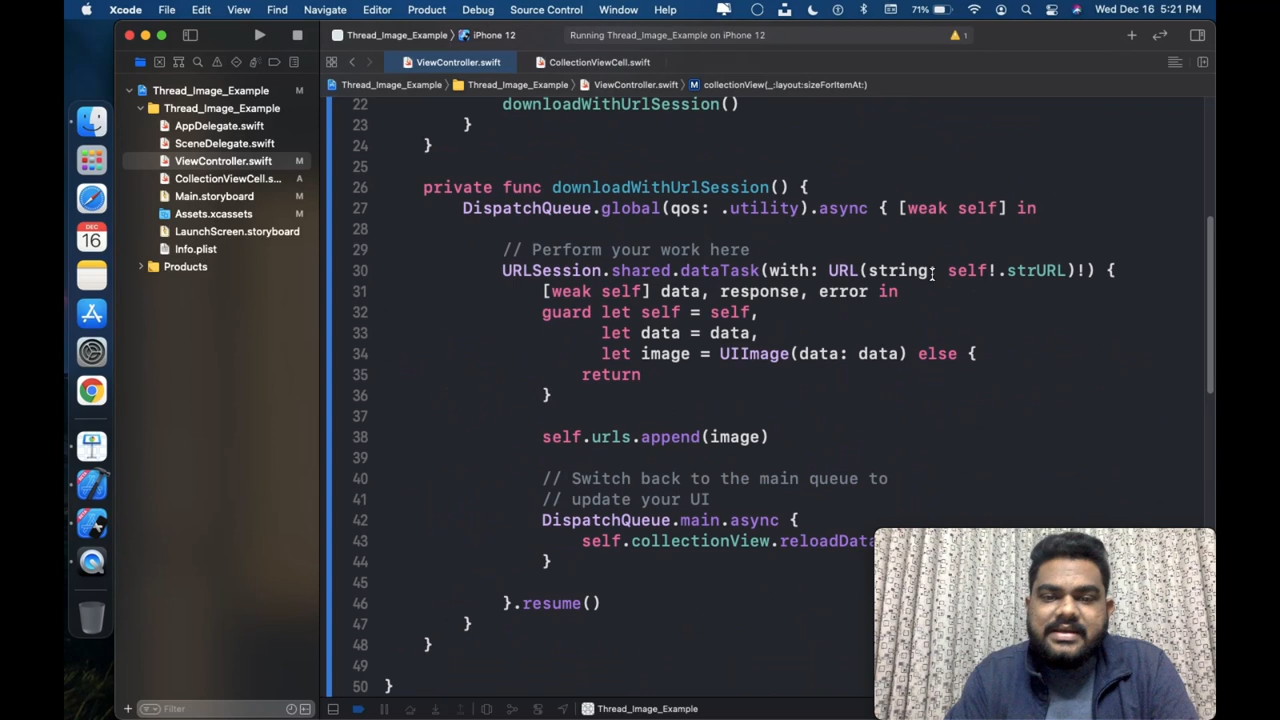 Xcode File Edit View Find Navigate Editor Product Debug Source Control Window Help 71% Wed Dec 16 5:21 PM
Thread_Image_Example iPhone 12 Running Thread_Image_Example on iPhone 12 1
ViewController.swift CollectionViewCell.swift
Thread_Image_Example Thread_Image_Example ViewController.swift M collectionView(_:layout:sizeForItemAt:)
Thread_Image_Example M
Thread_Image_Example
AppDelegate.swift
SceneDelegate.swift
ViewController.swift M
CollectionViewCell.s... A
Main.storyboard M
Assets.xcassets M
LaunchScreen.storyboard
Info.plist
Products
DEC
16
22 downloadWithUrlSession()
23 }
24 }
25
26 private func downloadWithUrlSession() {
27 DispatchQueue.global(qos: .utility).async { [weak self] in
28
29 // Perform your work here
30 URLSession.shared.dataTask(with: URL(string: self!.strURL)!) {
31 [weak self] data, response, error in
32 guard let self = self,
33 let data = data,
34 let image = UIImage(data: data) else {
35 return
36 }
37
38 self.urls.append(image)
39
40 // Switch back to the main queue to
41 // update your UI
42 DispatchQueue.main.async {
43 self.collectionView.reloadData
44 }
45
46 }.resume()
47 }
48 }
49
50 }
Filter
Thread_Image_Example